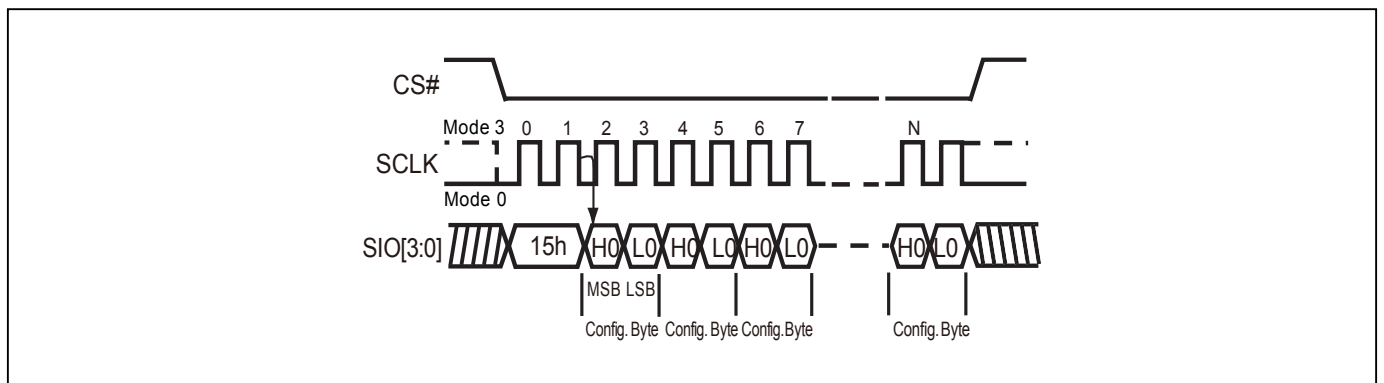 CS#
Mode 3 0 1 2 3 4 5 6 7 N
SCLK
Mode 0
SIO[3:0] 15h H0 L0 H0 L0 H0 L0 H0 L0
MSB LSB
Config. Byte Config. Byte Config.Byte Config. Byte